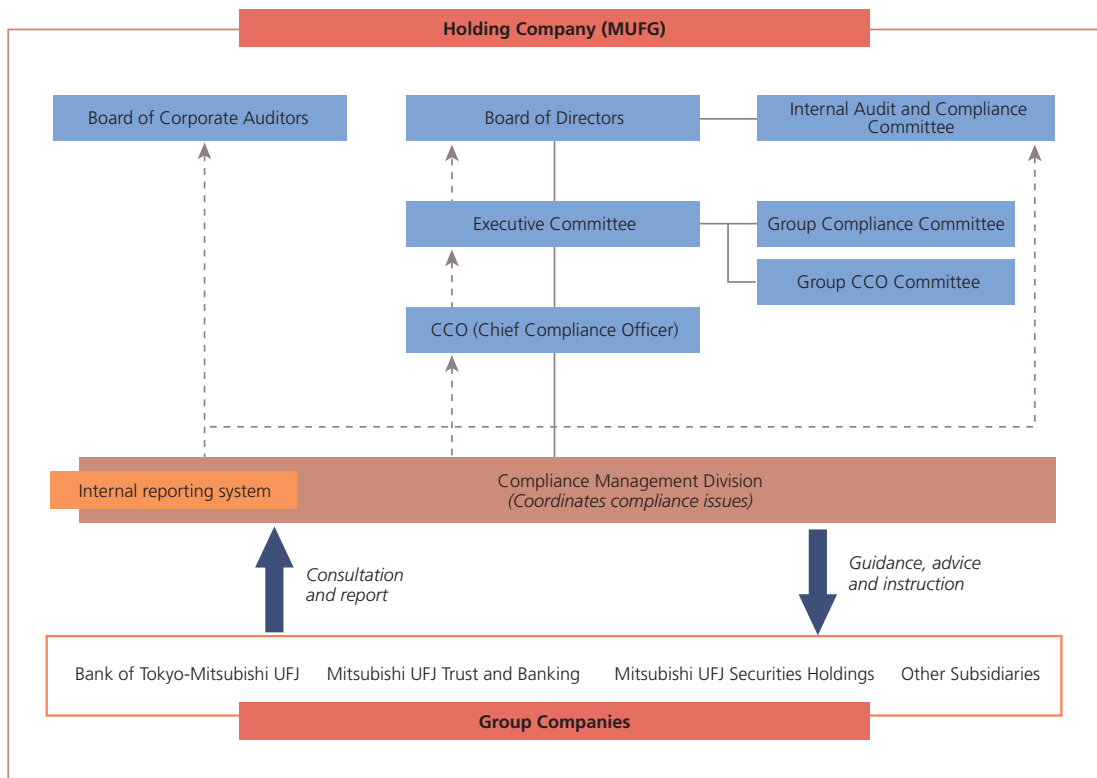 Holding Company (MUFG)
Board of Corporate Auditors
Board of Directors
Internal Audit and Compliance
Committee
Executive Committee
Group Compliance Committee
Group CCO Committee
CCO (Chief Compliance Officer)
Internal reporting system
Compliance Management Division
(Coordinates compliance issues)
Consultation
and report
Guidance, advice
and instruction
Bank of Tokyo-Mitsubishi UFJ
Mitsubishi UFJ Trust and Banking
Mitsubishi UFJ Securities Holdings
Other Subsidiaries
Group Companies